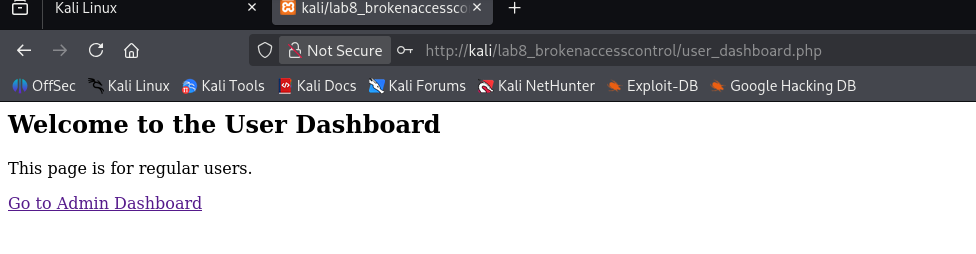 Kali Linux
kali/lab8_brokenaccessco
Not Secure
http://kali/lab8_brokenaccesscontrol/user_dashboard.php
OffSec
Kali Linux
Kali Tools
Kali Docs
Kali Forums
Kali NetHunter
Exploit-DB
Google Hacking DB
Welcome to the User Dashboard
This page is for regular users.
Go to Admin Dashboard